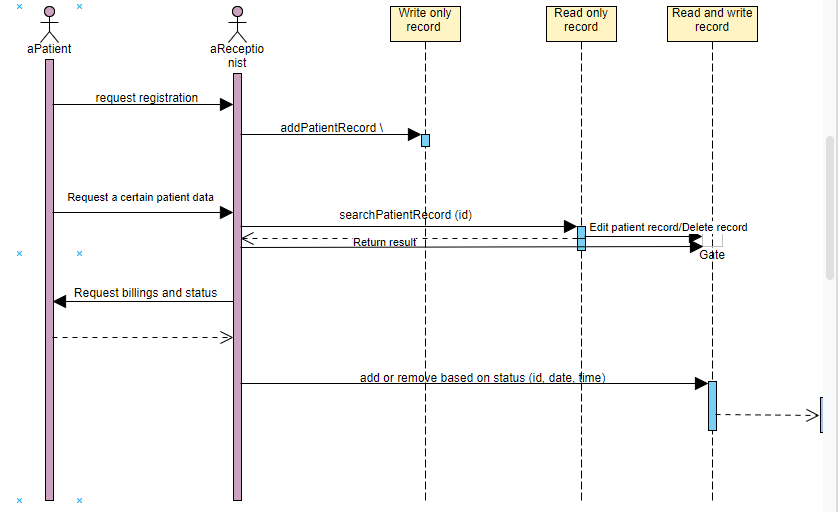 Write only
record
Read only
record
Read and write
record
aPatient
aReceptio
nist
request registration
addPatientRecord \
Request a certain patient data
searchPatientRecord (id)
Edit patient record/Delete record
Return result
Gate
Request billings and status
add or remove based on status (id, date, time)